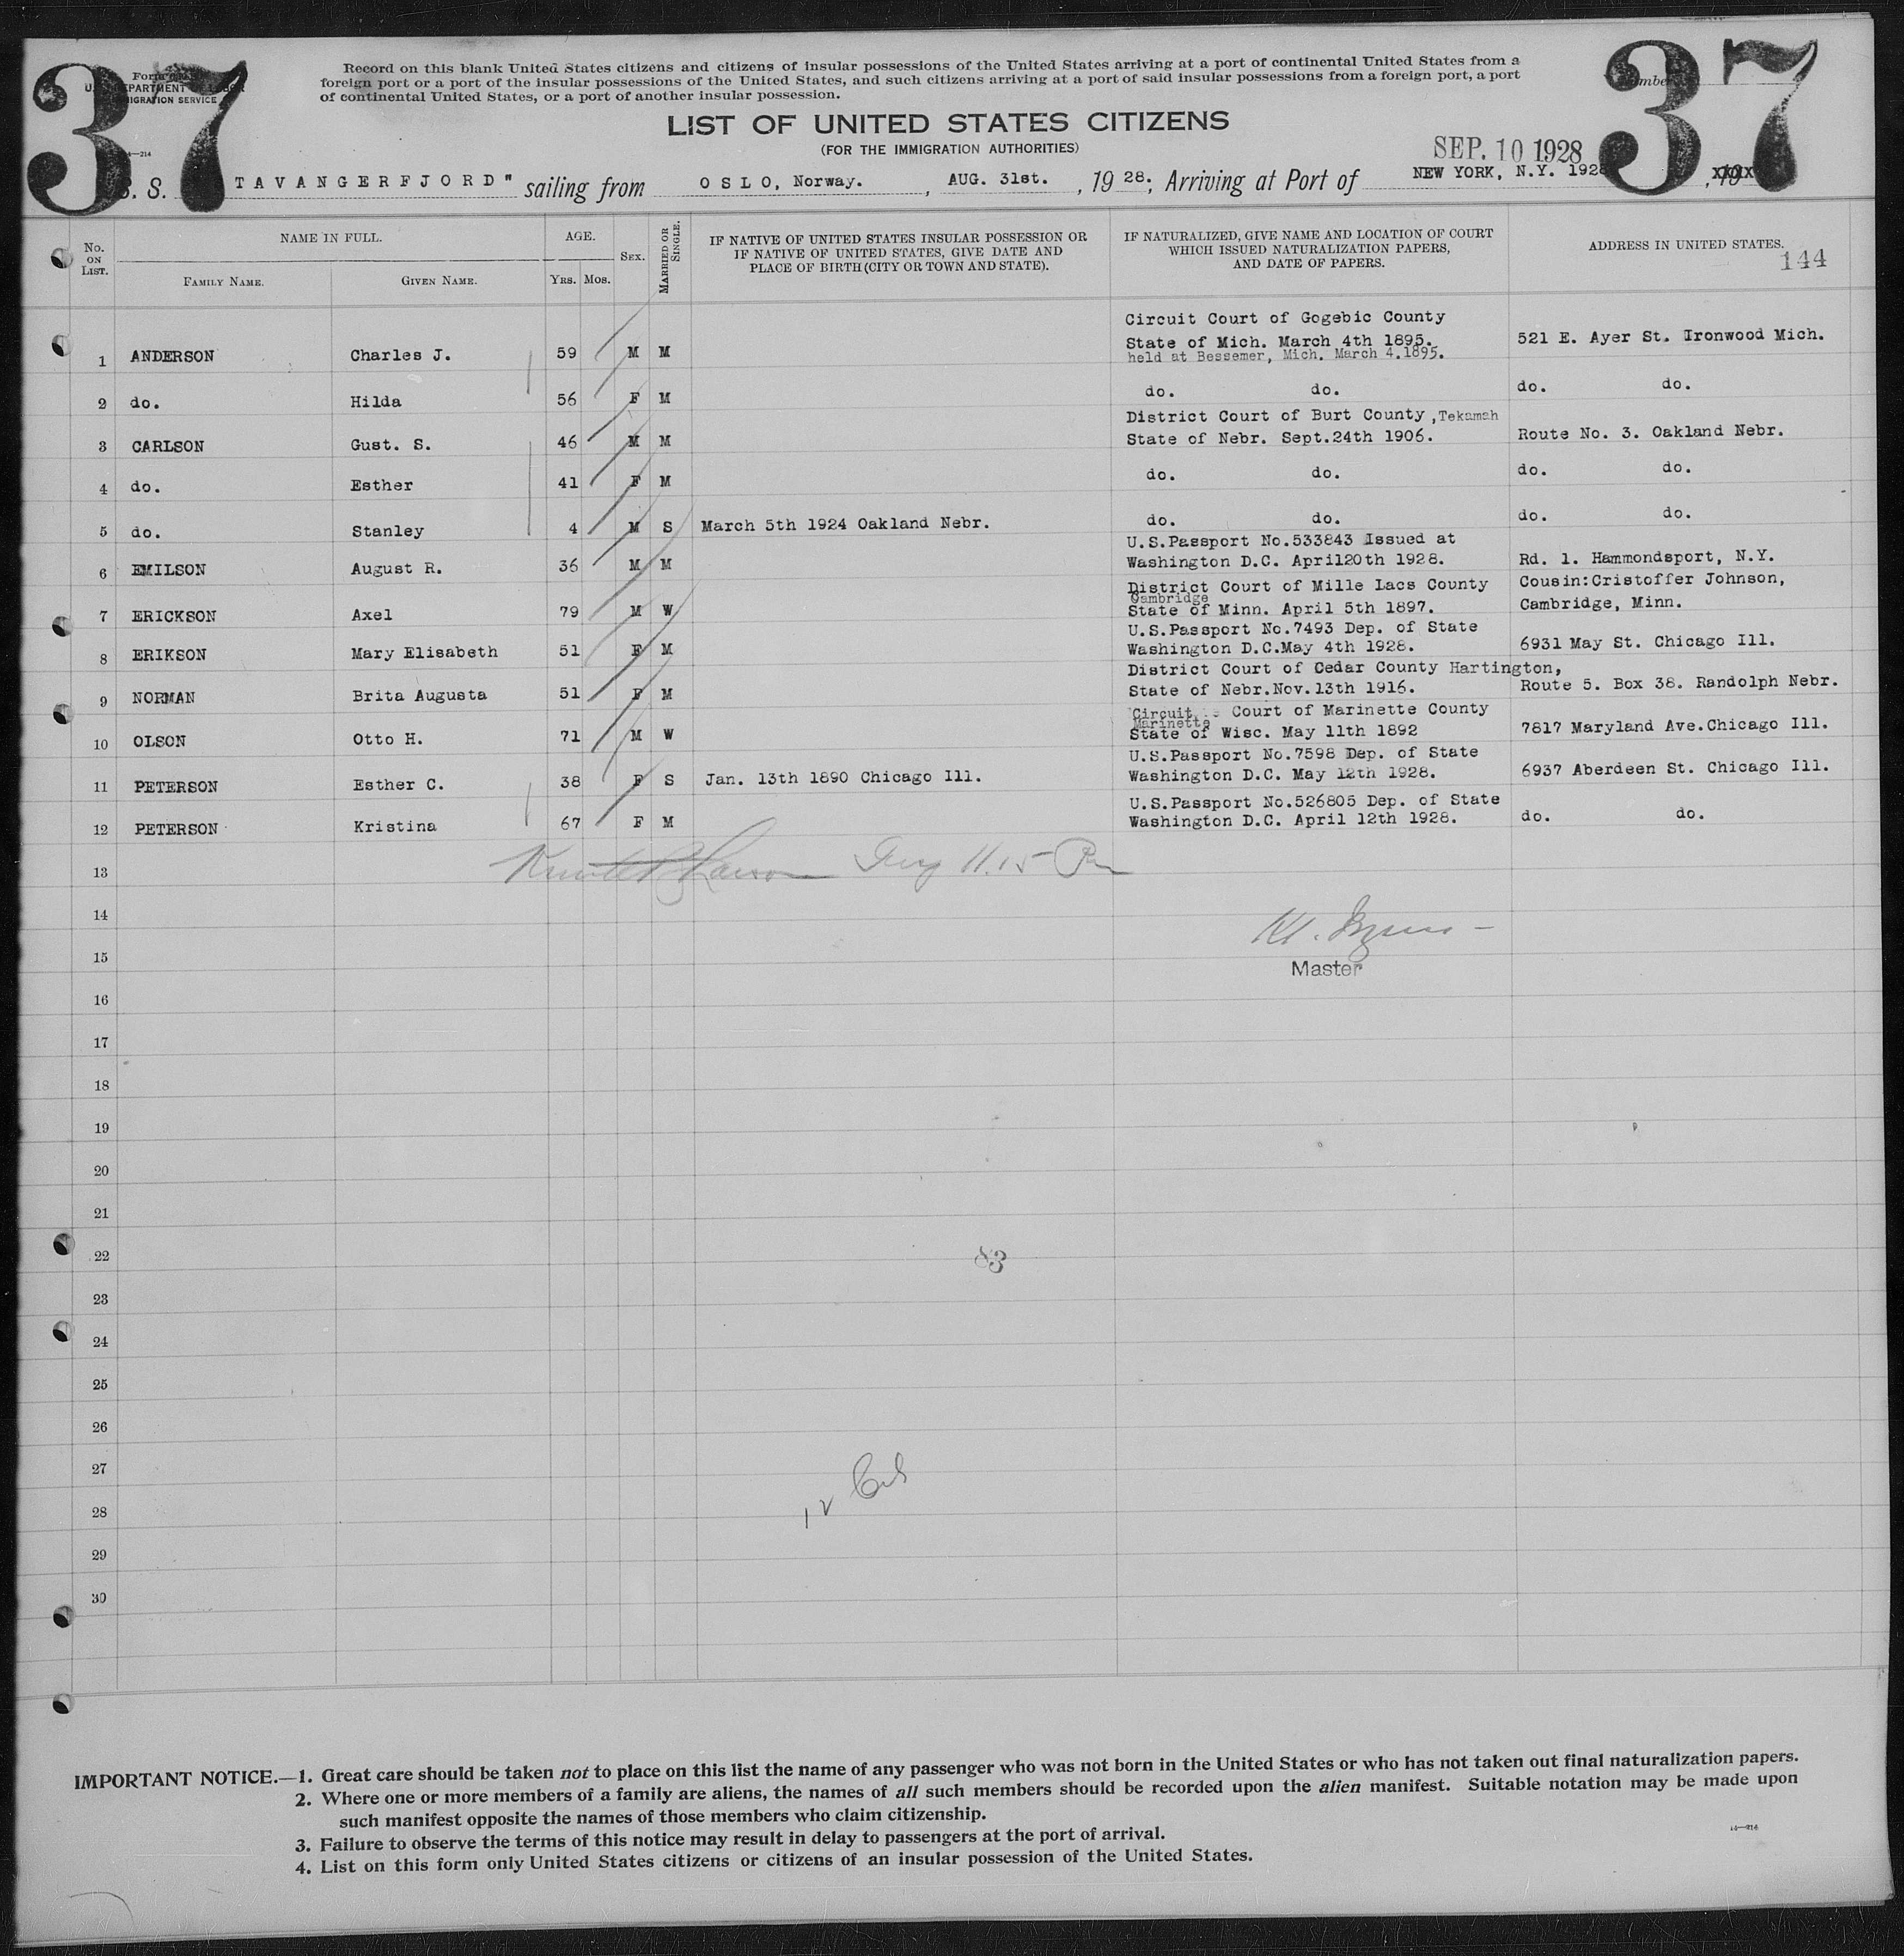 37
37
Form
U. S. DEPARTMENT OF LABOR
IMMIGRATION SERVICE
Record on this blank United States citizens and citizens of insular possessions of the United States arriving at a port of continental United States from a
foreign port or a port of the insular possessions of the United States, and such citizens arriving at a port of said insular possessions from a foreign port, a port
of continental United States, or a port of another insular possession.
LIST OF UNITED STATES CITIZENS
(FOR THE IMMIGRATION AUTHORITIES)
SEP. 10 1928
S. S. TAVANGERFJORD" sailing from OSLO, Norway. , AUG. 31st. , 1928; Arriving at Port of NEW YORK, N.Y. 1928 , 19
No. ON LIST. NAME IN FULL. AGE. SEX. MARRIED OR SINGLE. IF NATIVE OF UNITED STATES INSULAR POSSESSION OR IF NATIVE OF UNITED STATES, GIVE DATE AND PLACE OF BIRTH (CITY OR TOWN AND STATE). IF NATURALIZED, GIVE NAME AND LOCATION OF COURT WHICH ISSUED NATURALIZATION PAPERS, AND DATE OF PAPERS. ADDRESS IN UNITED STATES.
144
FAMILY NAME. GIVEN NAME. YRS. MOS.
Circuit Court of Gogebic County
1 ANDERSON Charles J. 59 M M State of Mich. March 4th 1895. 521 E. Ayer St. Ironwood Mich.
held at Bessemer, Mich. March 4.1895.
2 do. Hilda 56 F M do. do. do. do.
District Court of Burt County, Tekamah
3 CARLSON Gust. S. 46 M M State of Nebr. Sept.24th 1906. Route No. 3. Oakland Nebr.
4 do. Esther 41 F M do. do. do. do.
5 do. Stanley 4 M S March 5th 1924 Oakland Nebr. do. do. do. do.
U.S.Passport No.533843 Issued at
6 EMILSON August R. 36 M M Washington D.C. April20th 1928. Rd. 1. Hammondsport, N.Y.
District Court of Mille Lacs County Cousin:Cristoffer Johnson,
Cambridge
7 ERICKSON Axel 79 M W State of Minn. April 5th 1897. Cambridge, Minn.
U.S.Passport No.7493 Dep. of State
8 ERIKSON Mary Elisabeth 51 F M Washington D.C.May 4th 1928. 6931 May St. Chicago Ill.
District Court of Cedar County Hartington,
9 NORMAN Brita Augusta 51 F M State of Nebr.Nov.13th 1916. Route 5. Box 38. Randolph Nebr.
Circuit Court of Marinette County
Marinette
10 OLSON Otto H. 71 M W State of Wisc. May 11th 1892 7817 Maryland Ave.Chicago Ill.
U.S.Passport No.7598 Dep. of State
11 PETERSON Esther C. 38 F S Jan. 13th 1890 Chicago Ill. Washington D.C. May 12th 1928. 6937 Aberdeen St. Chicago Ill.
U.S.Passport No.526805 Dep. of State
12 PETERSON Kristina 67 F M Washington D.C. April 12th 1928. do. do.
13 11.15
14
15
Master
16
17
18
19
20
21
22
83
23
24
25
26
27
28
12
29
30
IMPORTANT NOTICE.—1. Great care should be taken not to place on this list the name of any passenger who was not born in the United States or who has not taken out final naturalization papers.
2. Where one or more members of a family are aliens, the names of all such members should be recorded upon the alien manifest. Suitable notation may be made upon
such manifest opposite the names of those members who claim citizenship.
3. Failure to observe the terms of this notice may result in delay to passengers at the port of arrival.
4. List on this form only United States citizens or citizens of an insular possession of the United States.